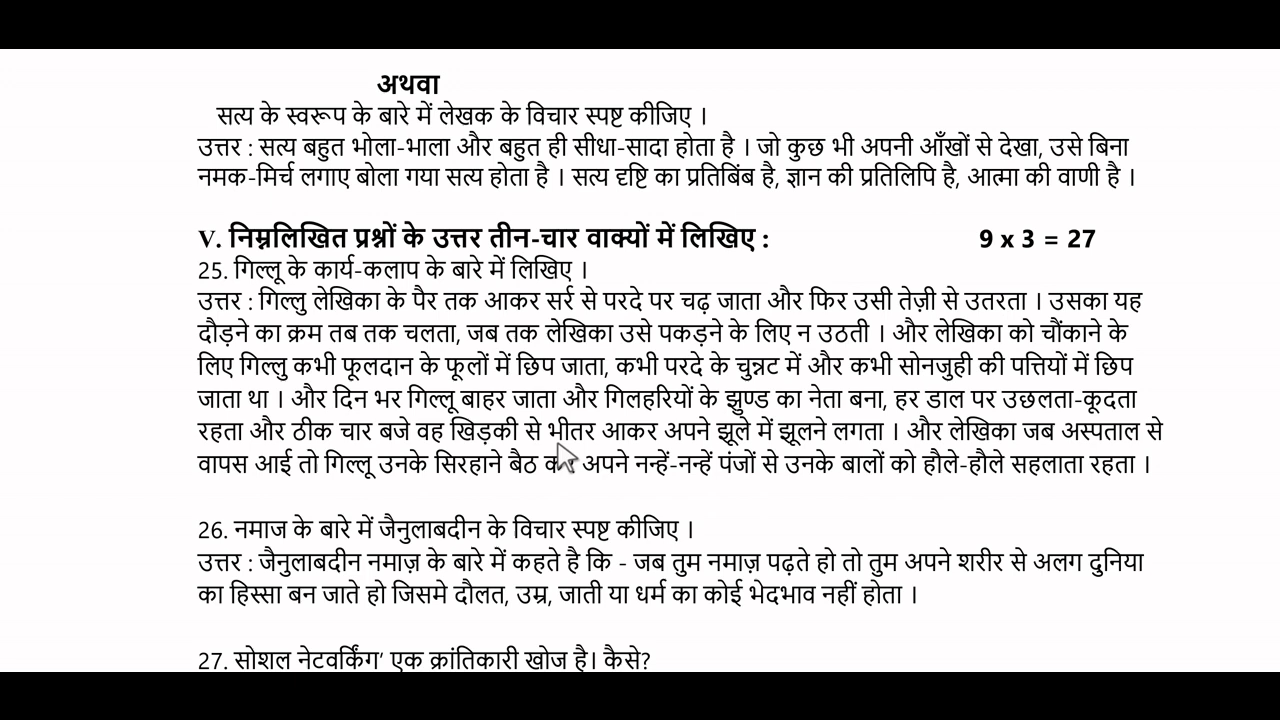 अथवा
सत्य के स्वरूप के बारे में लेखक के विचार स्पष्ट कीजिए ।
उत्तर : सत्य बहुत भोला-भाला और बहुत ही सीधा-सादा होता है । जो कुछ भी अपनी आँखों से देखा, उसे बिना
नमक-मिर्च लगाए बोला गया सत्य होता है । सत्य दृष्टि का प्रतिबिंब है, ज्ञान की प्रतिलिपि है, आत्मा की वाणी है ।
V. निम्नलिखित प्रश्नों के उत्तर तीन-चार वाक्यों में लिखिए : 9 x 3 = 27
25. गिल्लू के कार्य-कलाप के बारे में लिखिए ।
उत्तर : गिल्लु लेखिका के पैर तक आकर सर्र से परदे पर चढ़ जाता और फिर उसी तेज़ी से उतरता । उसका यह
दौड़ने का क्रम तब तक चलता, जब तक लेखिका उसे पकड़ने के लिए न उठती । और लेखिका को चौंकाने के
लिए गिल्लु कभी फूलदान के फूलों में छिप जाता, कभी परदे के चुन्नट में और कभी सोनजुही की पत्तियों में छिप
जाता था । और दिन भर गिल्लू बाहर जाता और गिलहरियों के झुण्ड का नेता बना, हर डाल पर उछलता-कूदता
रहता और ठीक चार बजे वह खिड़की से भीतर आकर अपने झूले में झूलने लगता । और लेखिका जब अस्पताल से
वापस आई तो गिल्लू उनके सिरहाने बैठ कर अपने नन्हें-नन्हें पंजों से उनके बालों को हौले-हौले सहलाता रहता ।
26. नमाज के बारे में जैनुलाबदीन के विचार स्पष्ट कीजिए ।
उत्तर : जैनुलाबदीन नमाज़ के बारे में कहते है कि - जब तुम नमाज़ पढ़ते हो तो तुम अपने शरीर से अलग दुनिया
का हिस्सा बन जाते हो जिसमे दौलत, उम्र, जाती या धर्म का कोई भेदभाव नहीं होता ।
27. सोशल नेटवर्किंग’ एक क्रांतिकारी खोज है। कैसे?